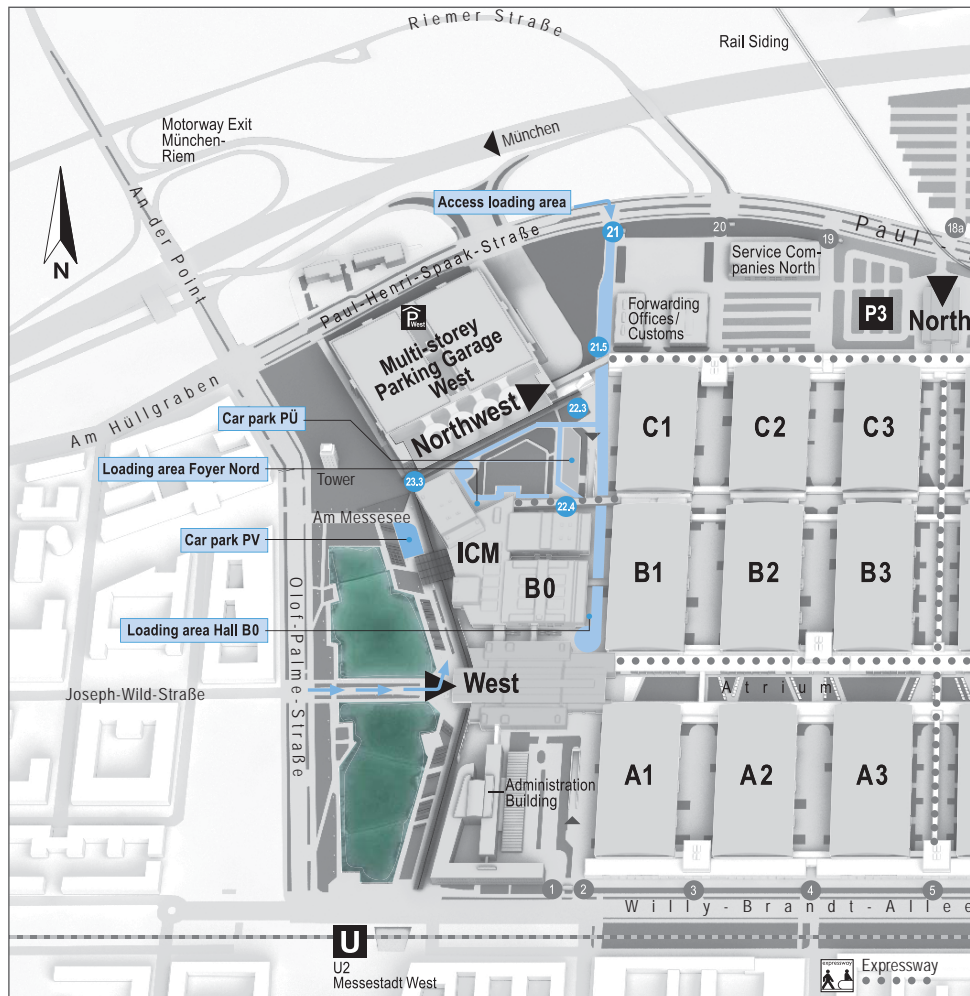 Riemer Straße
Rail Siding
Motorway Exit
München-
Riem
München
An der Point
Access loading area
21
20
19
Paul
18a
N
Paul-Henri-Spaak-Straße
Service Com-
panies North
P
West
Forwarding
Offices/
Customs
P3
North
Multi-storey
Parking Garage
West
21.5
Northwest
22.3
Am Hüllgraben
Car park PÜ
C1
C2
C3
Loading area Foyer Nord
Tower
23.3
22.4
Am Messesee
Car park PV
ICM
B0
B1
B2
B3
Loading area Hall B0
Olof-Palme-Straße
Joseph-Wild-Straße
West
Atrium
A1
A2
A3
Administration
Building
1
2
3
4
5
Willy-Brandt-Allee
U
U2
Messestadt West
expressway
Expressway